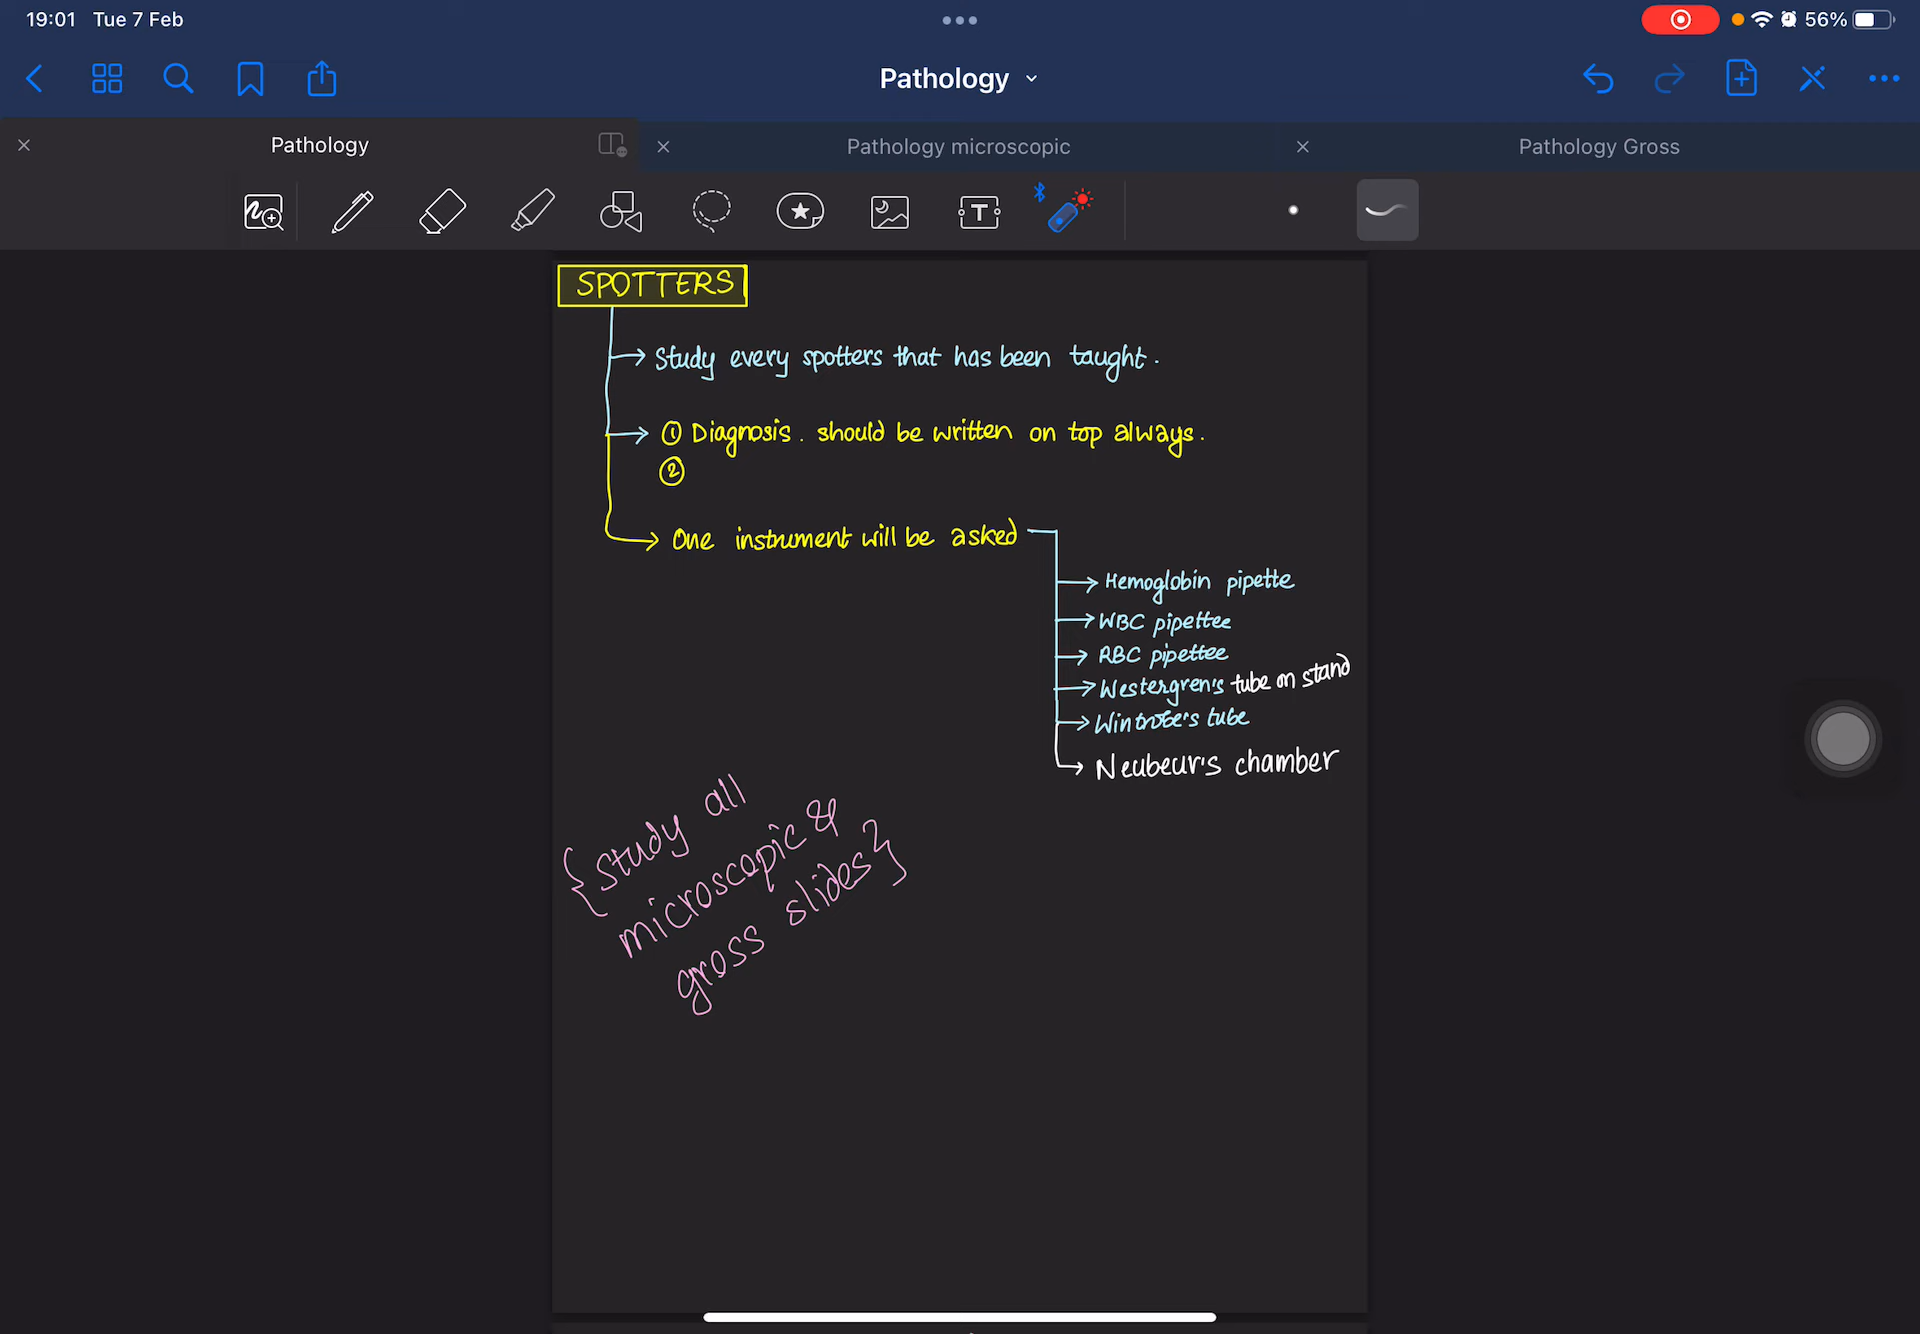 19:01 Tue 7 Feb
56%
Pathology
Pathology
Pathology microscopic
Pathology Gross
T
SPOTTERS
Study every spotters that has been taught.
① Diagnosis. should be written on top always.
②
One instrument will be asked
Hemoglobin pipette
WBC pipettee
RBC pipettee
Westergren's tube on stand
Wintrobe's tube
Neubeur's chamber
{Study all
microscopic &
gross slides}